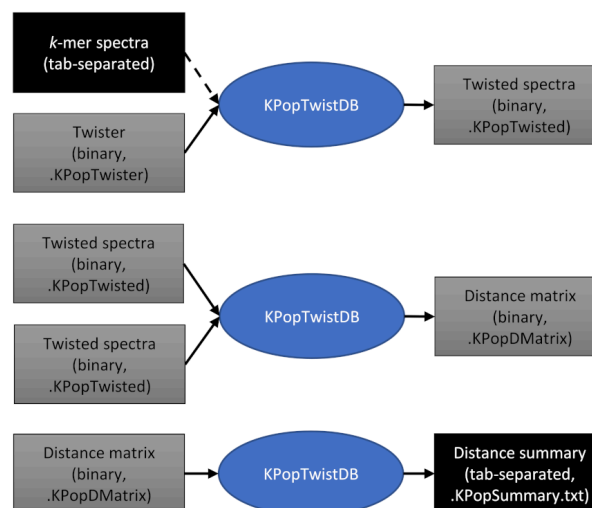 k-mer spectra
(tab-separated)
Twister
(binary,
.KPopTwister)
KPopTwistDB
Twisted spectra
(binary,
.KPopTwisted)
Twisted spectra
(binary,
.KPopTwisted)
Twisted spectra
(binary,
.KPopTwisted)
KPopTwistDB
Distance matrix
(binary,
.KPopDMatrix)
Distance matrix
(binary,
.KPopDMatrix)
KPopTwistDB
Distance summary
(tab-separated,
.KPopSummary.txt)